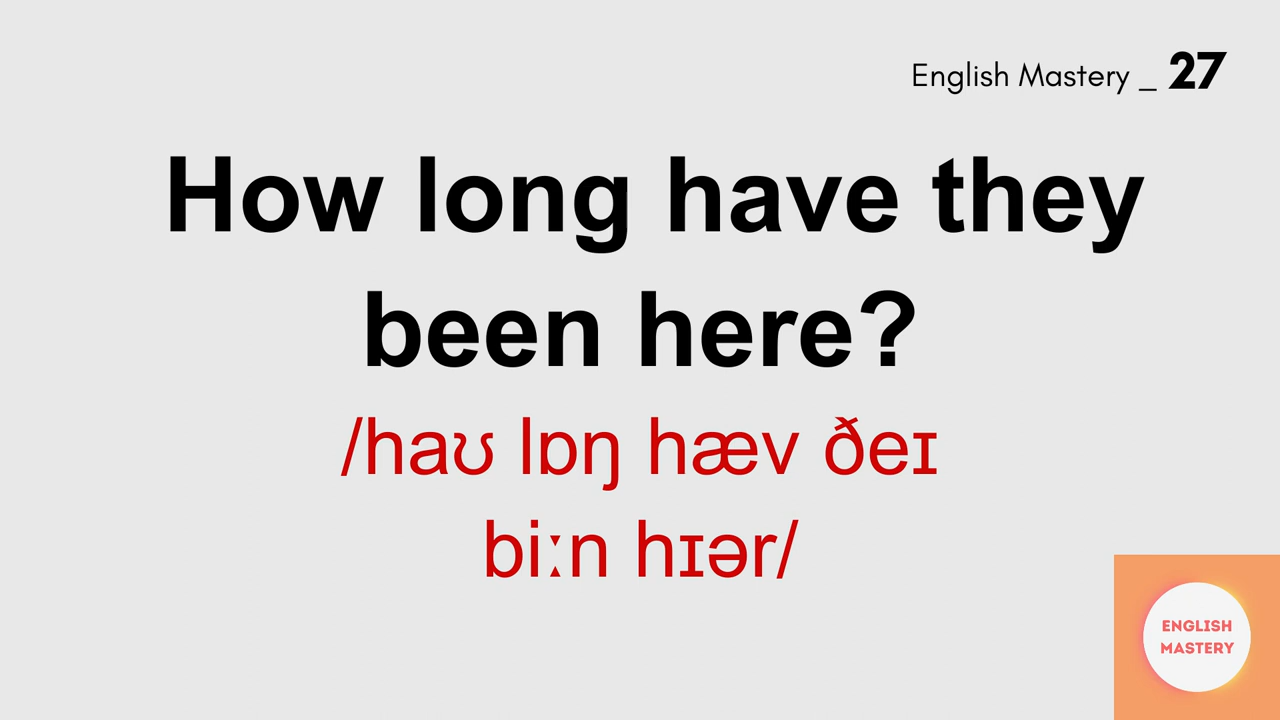 English Mastery _ 27
How long have they
been here?
/haʊ lɒŋ hæv ðeɪ
biːn hɪər/
ENGLISH
MASTERY